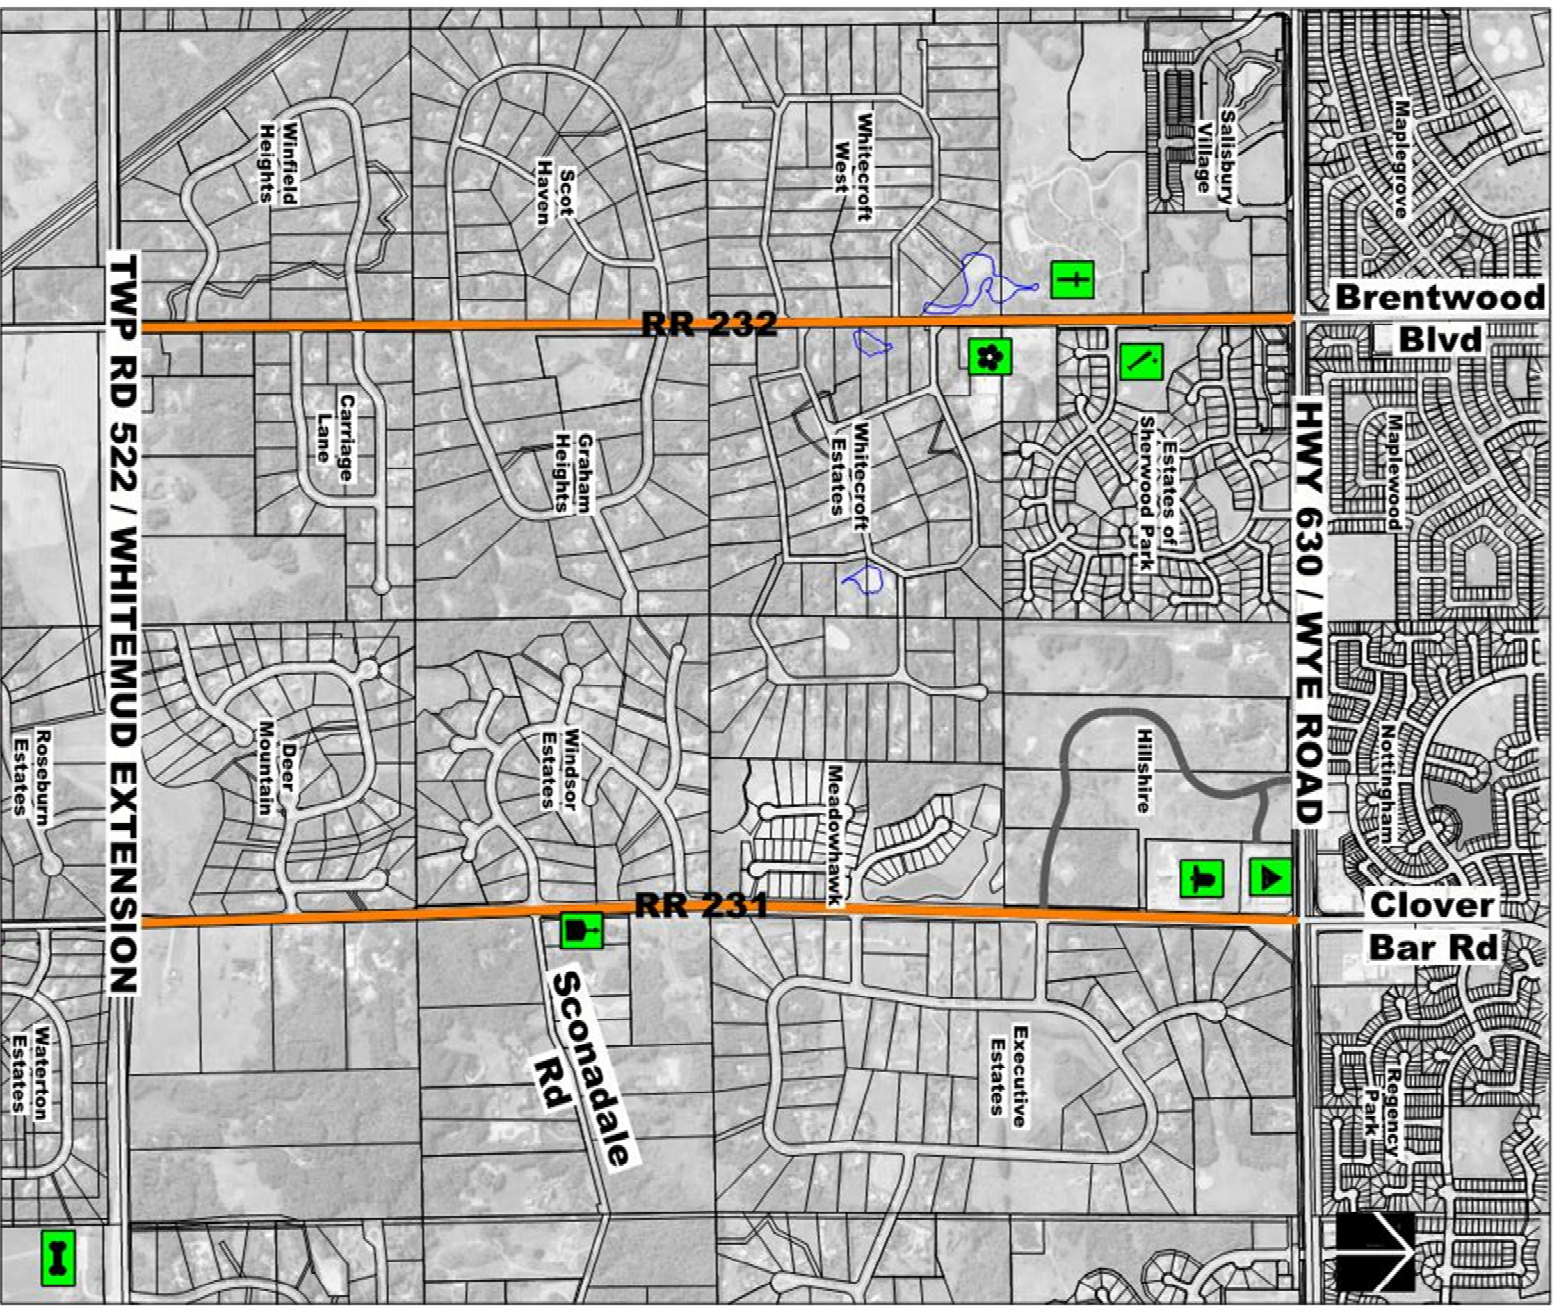 Maplegrove
Salisbury
Village
Whitecroft
West
Scot
Haven
Winfield
Heights
Brentwood
Blvd
RR 232
TWP RD 522 / WHITEMUD EXTENSION
HWY 630 / WYE ROAD
Maplewood
Estates of
Sherwood Park
Whitecroft
Estates
Graham
Heights
Carriage
Lane
Nottingham
Hillshire
Meadowhawk
Windsor
Estates
Deer
Mountain
Roseburn
Estates
RR 231
Clover
Bar Rd
Sconadale
Rd
Executive
Estates
Regency
Park
Waterton
Estates